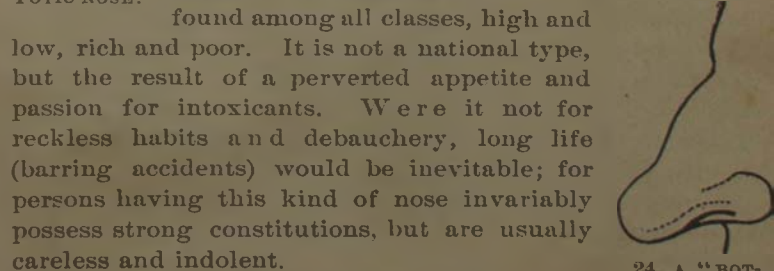 found among all classes, high and
low, rich and poor. It is not a national type,
but the result of a perverted appetite and
passion for intoxicants. Were it not for
reckless habits and debauchery, long life
(barring accidents) would be inevitable; for
persons having this kind of nose invariably
possess strong constitutions, but are usually
careless and indolent.
24. A "BOT-